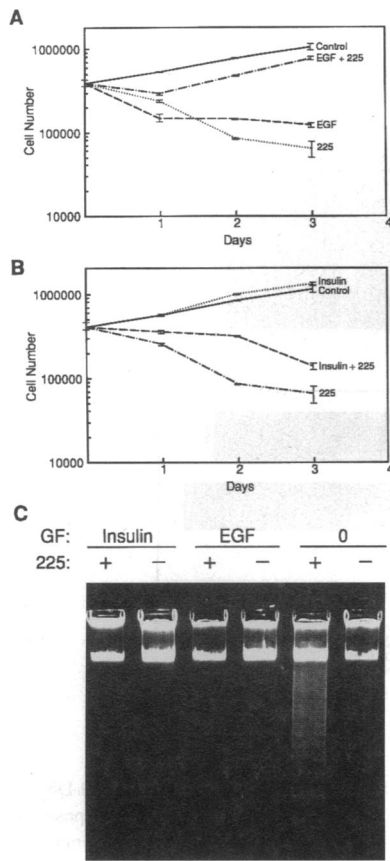 A
1000000
100000
10000
Cell Number
Control
EGF + 225
EGF
225
1 2 3 4
Days
B
1000000
100000
10000
Cell Number
Insulin
Control
Insulin + 225
225
1 2 3 4
Days
C
GF: Insulin EGF 0
225: + − + − + −